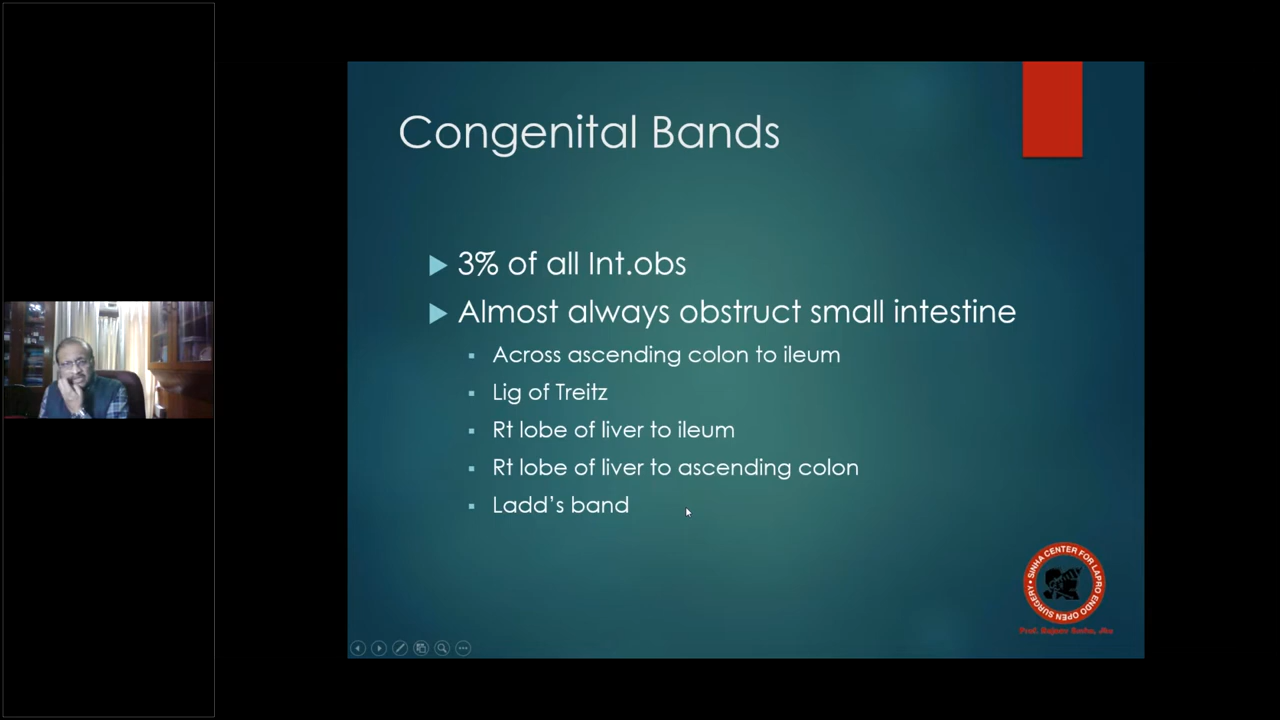 Congenital Bands
3% of all Int.obs
Almost always obstruct small intestine
Across ascending colon to ileum
Lig of Treitz
Rt lobe of liver to ileum
Rt lobe of liver to ascending colon
Ladd's band
SINHA CENTER FOR LAPRO ENDO OPEN SURGERY
Prof.